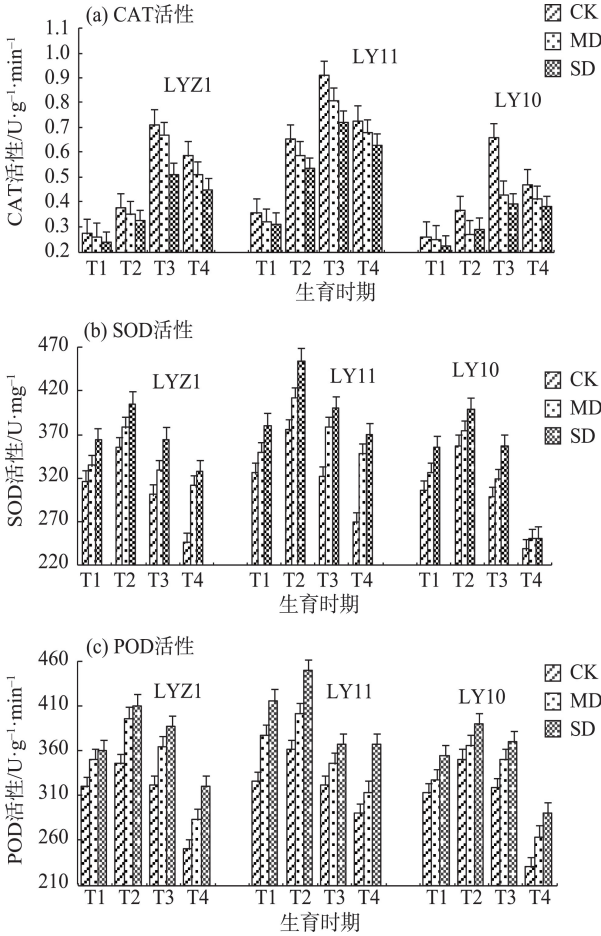 (a) CAT活性
CK
MD
SD
LYZ1
LY11
LY10
CAT活性/U·g⁻¹·min⁻¹
1.1
1.0
0.9
0.8
0.7
0.6
0.5
0.4
0.3
0.2
T1 T2 T3 T4 T1 T2 T3 T4 T1 T2 T3 T4
生育时期
(b) SOD活性
CK
MD
SD
LYZ1
LY11
LY10
SOD活性/U·mg⁻¹
470
420
370
320
270
220
T1 T2 T3 T4 T1 T2 T3 T4 T1 T2 T3 T4
生育时期
(c) POD活性
CK
MD
SD
LYZ1
LY11
LY10
POD活性/U·g⁻¹·min⁻¹
460
410
360
310
260
210
T1 T2 T3 T4 T1 T2 T3 T4 T1 T2 T3 T4
生育时期